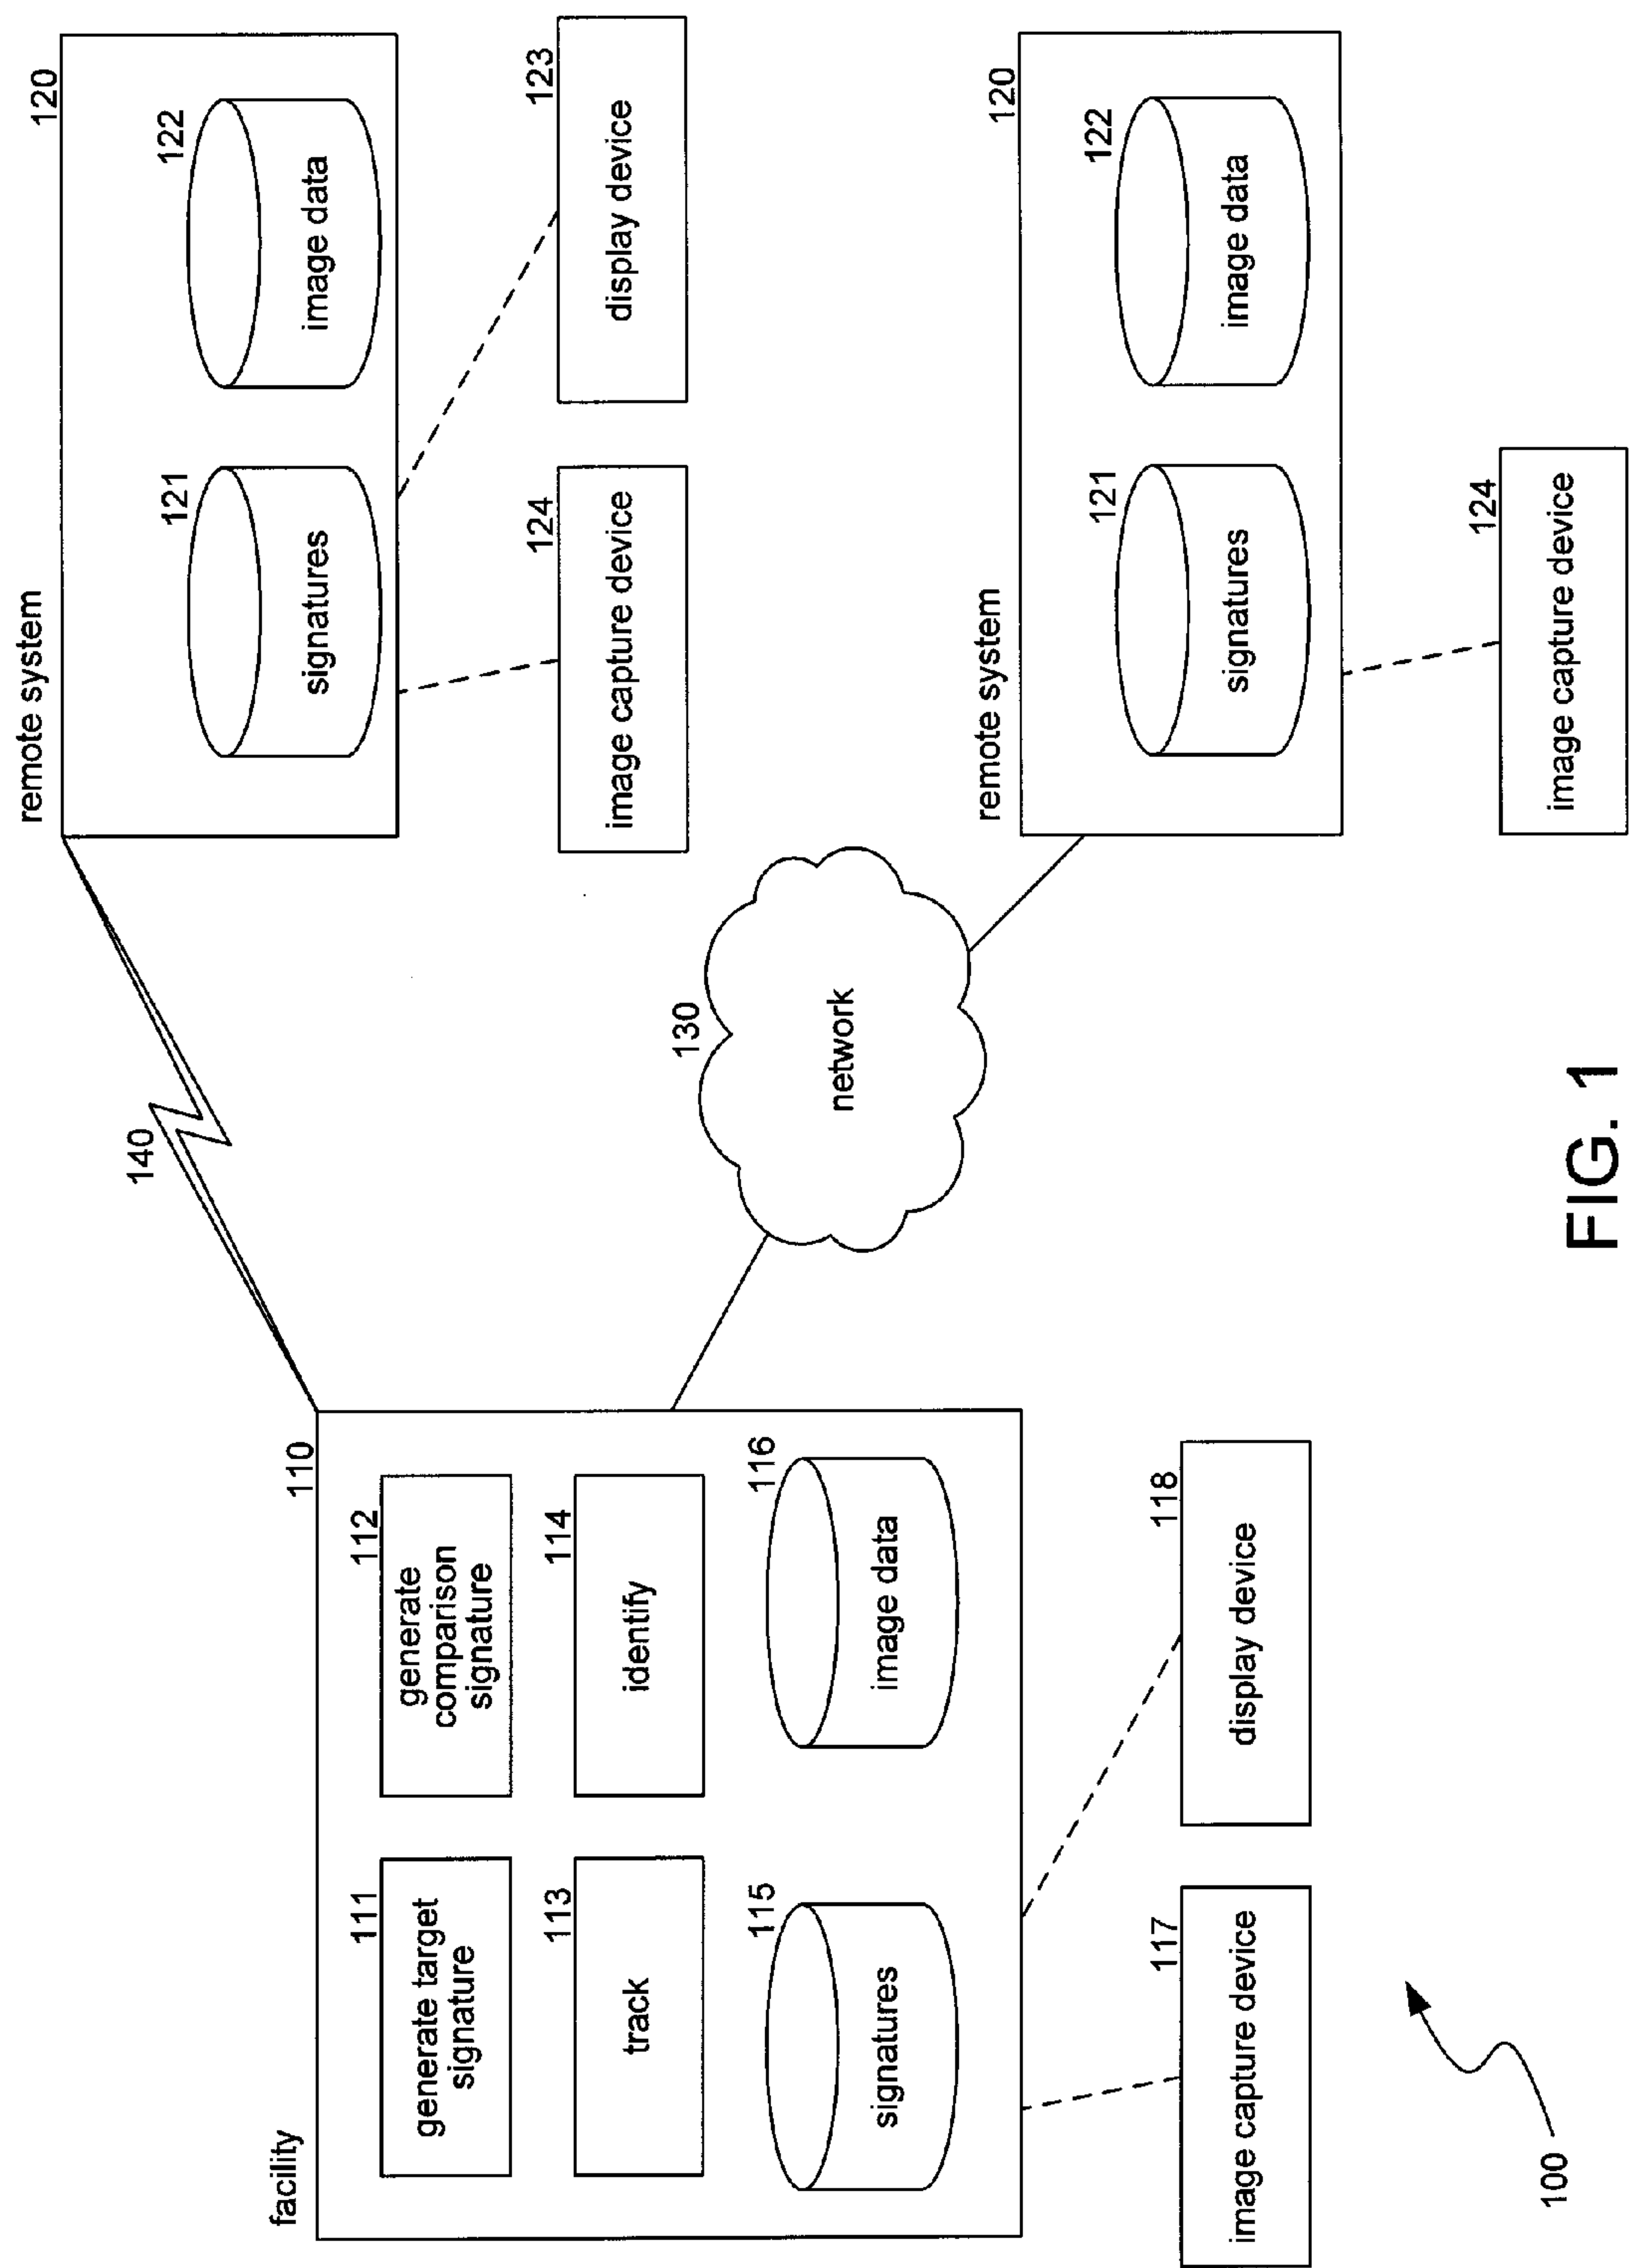 facility
110
generate target
signature
111
generate
comparison
signature
112
track
113
identify
114
signatures
115
image data
116
image capture device
117
display device
118
100
140
network
130
remote system
120
signatures
121
image data
122
image capture device
124
display device
123
remote system
120
signatures
121
image data
122
image capture device
124
FIG. 1